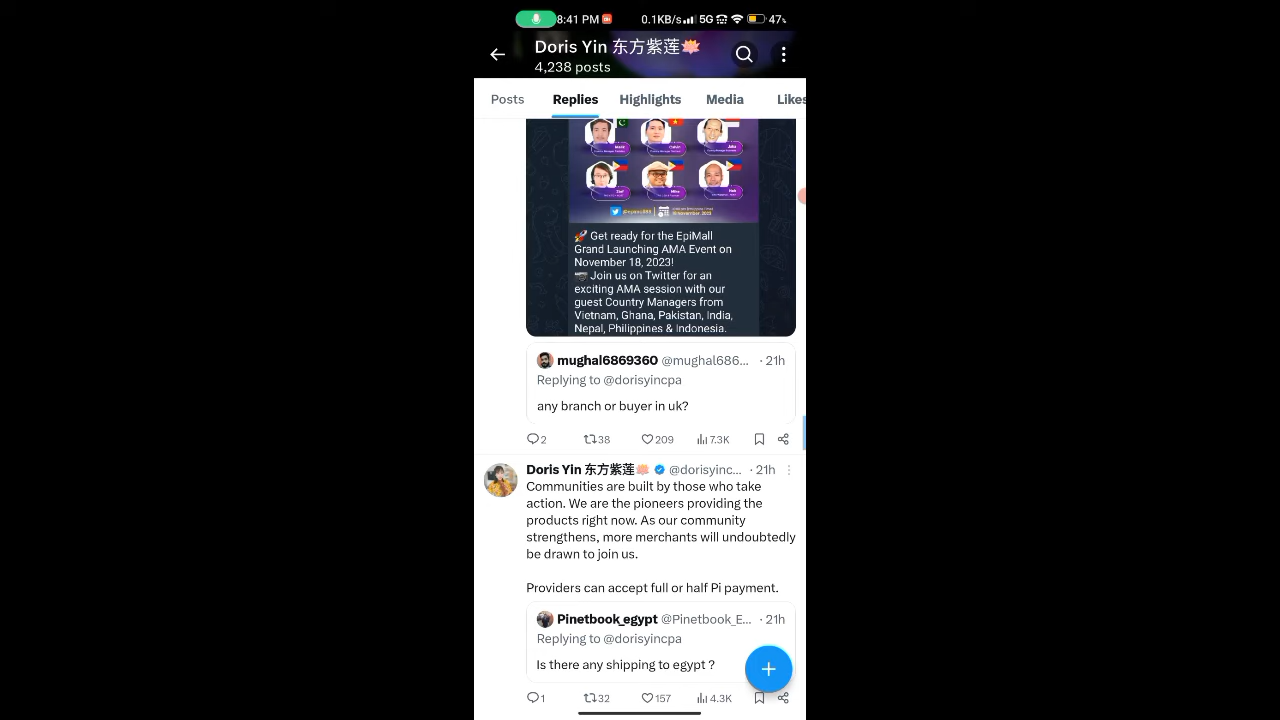 8:41 PM 0.1KB/s 5G 47%
Doris Yin 东方紫莲🪷
4,238 posts
Posts Replies Highlights Media Likes
🚀 Get ready for the EpiMall
Grand Launching AMA Event on
November 18, 2023!
Join us on Twitter for an
exciting AMA session with our
guest Country Managers from
Vietnam, Ghana, Pakistan, India,
Nepal, Philippines & Indonesia.
mughal6869360 @mughal686... · 21h
Replying to @dorisyincpa
any branch or buyer in uk?
2 38 209 7.3K
Doris Yin 东方紫莲🪷 @dorisyinc... · 21h
Communities are built by those who take
action. We are the pioneers providing the
products right now. As our community
strengthens, more merchants will undoubtedly
be drawn to join us.
Providers can accept full or half Pi payment.
Pinetbook_egypt @Pinetbook_E... · 21h
Replying to @dorisyincpa
Is there any shipping to egypt ?
1 32 157 4.3K